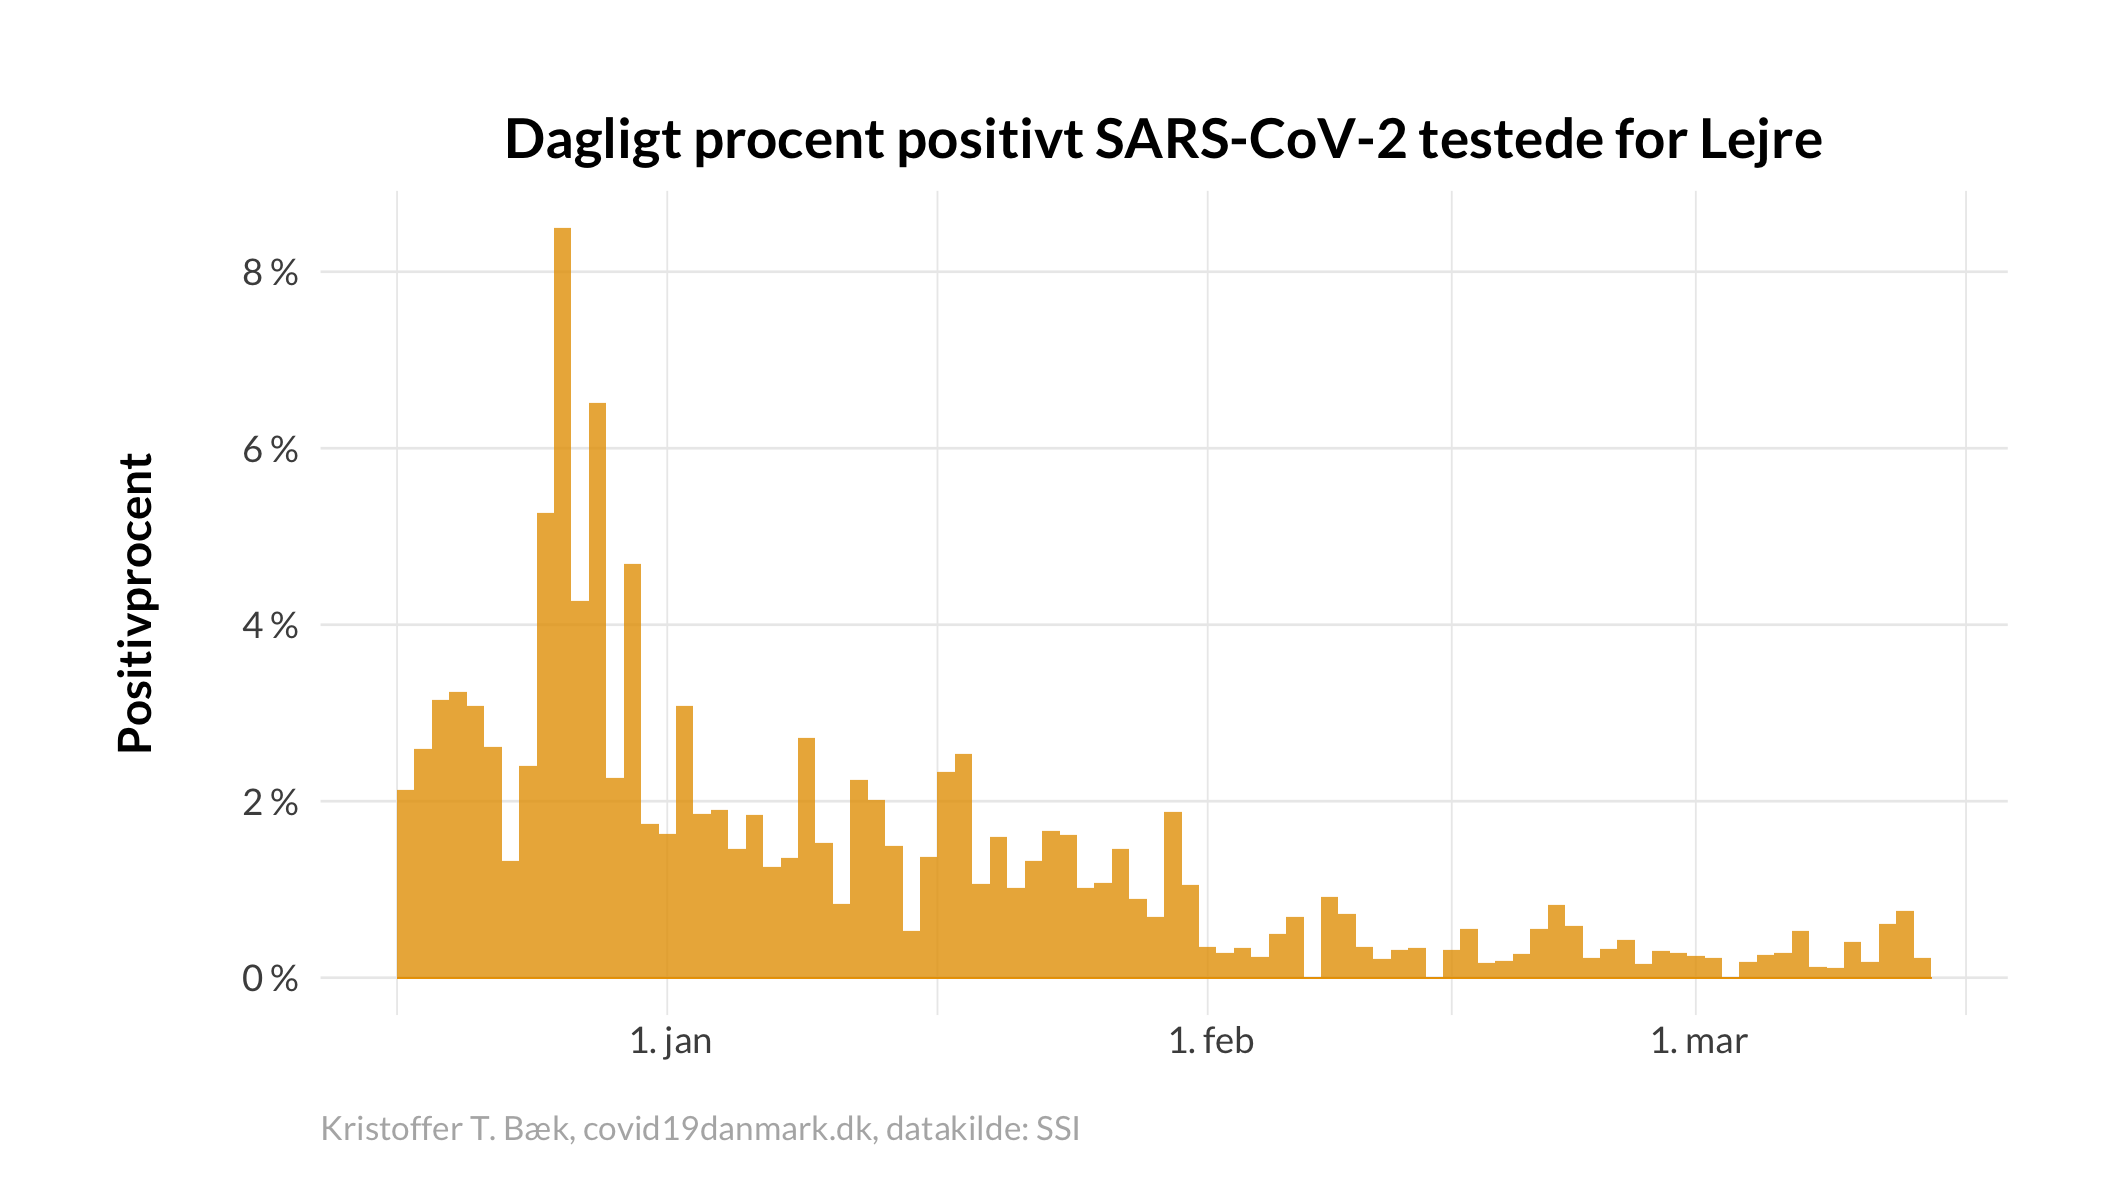 Dagligt procent positivt SARS-CoV-2 testede for Lejre
Positivprocent
8 %
6 %
4 %
2 %
0 %
1. jan
1. feb
1. mar
Kristoffer T. Bæk, covid19danmark.dk, datakilde: SSI